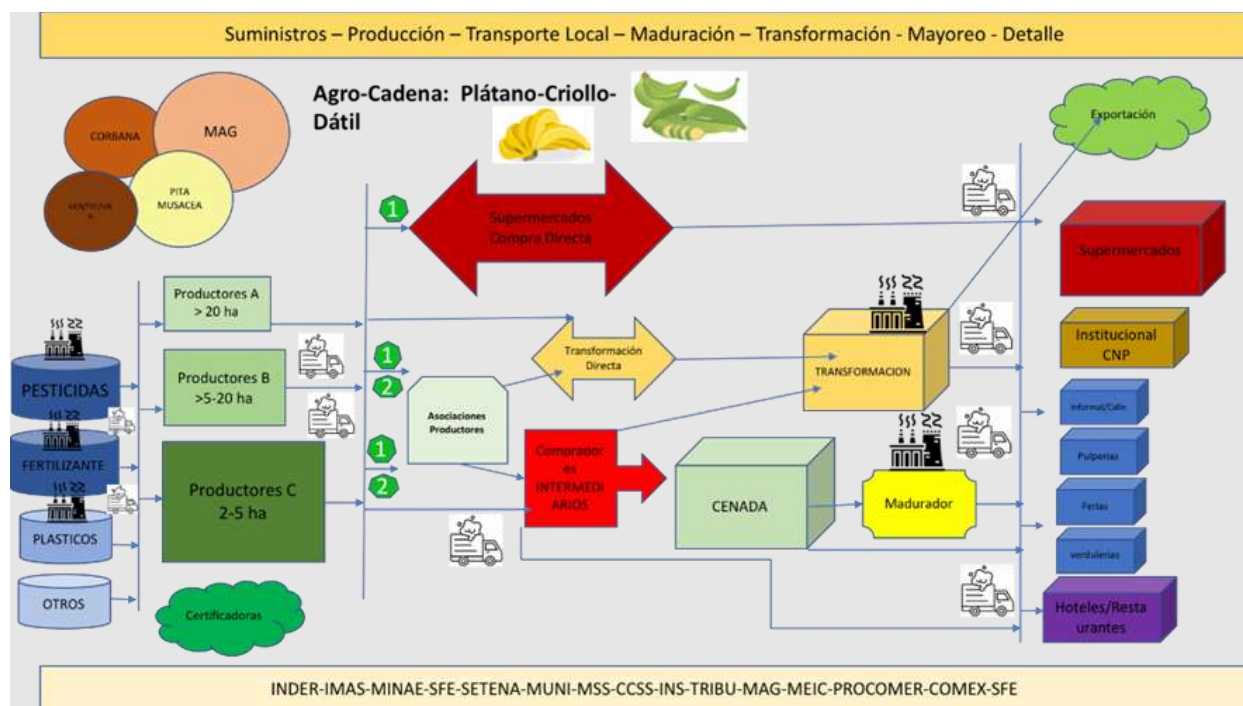 Suministros – Producción – Transporte Local – Maduración – Transformación - Mayoreo - Detalle
Agro-Cadena: Plátano-Criollo-
Dátil
CORBANA
MAG
PITA
MUSACEA
Exportación
1
Supermercados
Compra Directa
Supermercados
Productores A
> 20 ha
Productores B
>5-20 ha
Productores C
2-5 ha
PESTICIDAS
FERTILIZANTE
PLASTICOS
OTROS
Certificadoras
1
2
1
2
Asociaciones
Productores
Transformación
Directa
TRANSFORMACION
Comprador
es
INTERMEDI
ARIOS
CENADA
Madurador
Institucional
CNP
Informal/Calle
Pulperias
Ferias
verdulerias
Hoteles/Resta
urantes
INDER-IMAS-MINAE-SFE-SETENA-MUNI-MSS-CCSS-INS-TRIBU-MAG-MEIC-PROCOMER-COMEX-SFE